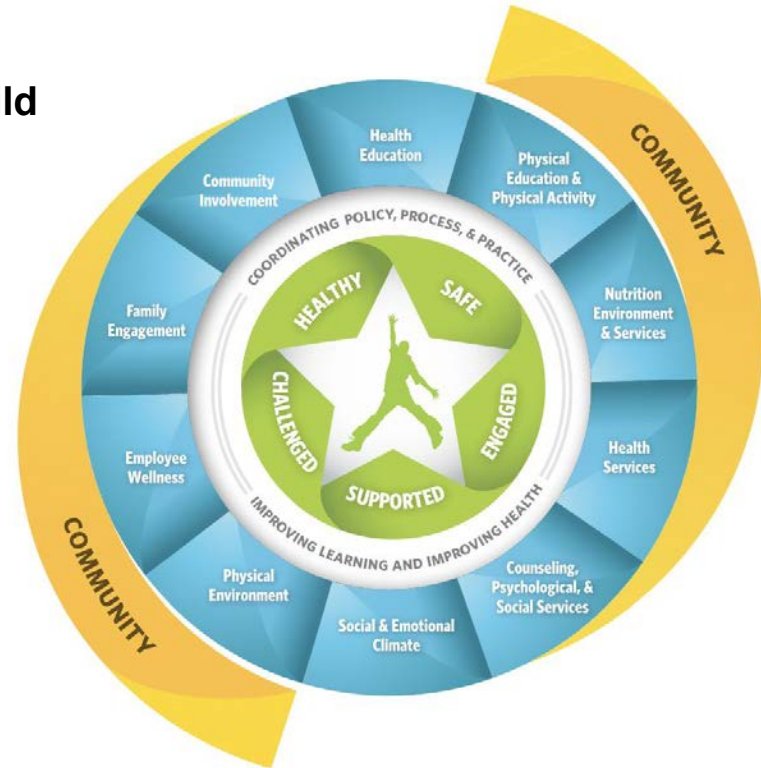 ld
COMMUNITY
Health
Education
Physical
Education &
Physical Activity
Nutrition
Environment
& Services
Health
Services
Counseling,
Psychological, &
Social Services
Social & Emotional
Climate
Physical
Environment
Employee
Wellness
Family
Engagement
Community
Involvement
COORDINATING POLICY, PROCESS, & PRACTICE
IMPROVING LEARNING AND IMPROVING HEALTH
HEALTHY
SAFE
ENGAGED
SUPPORTED
CHALLENGED
COMMUNITY